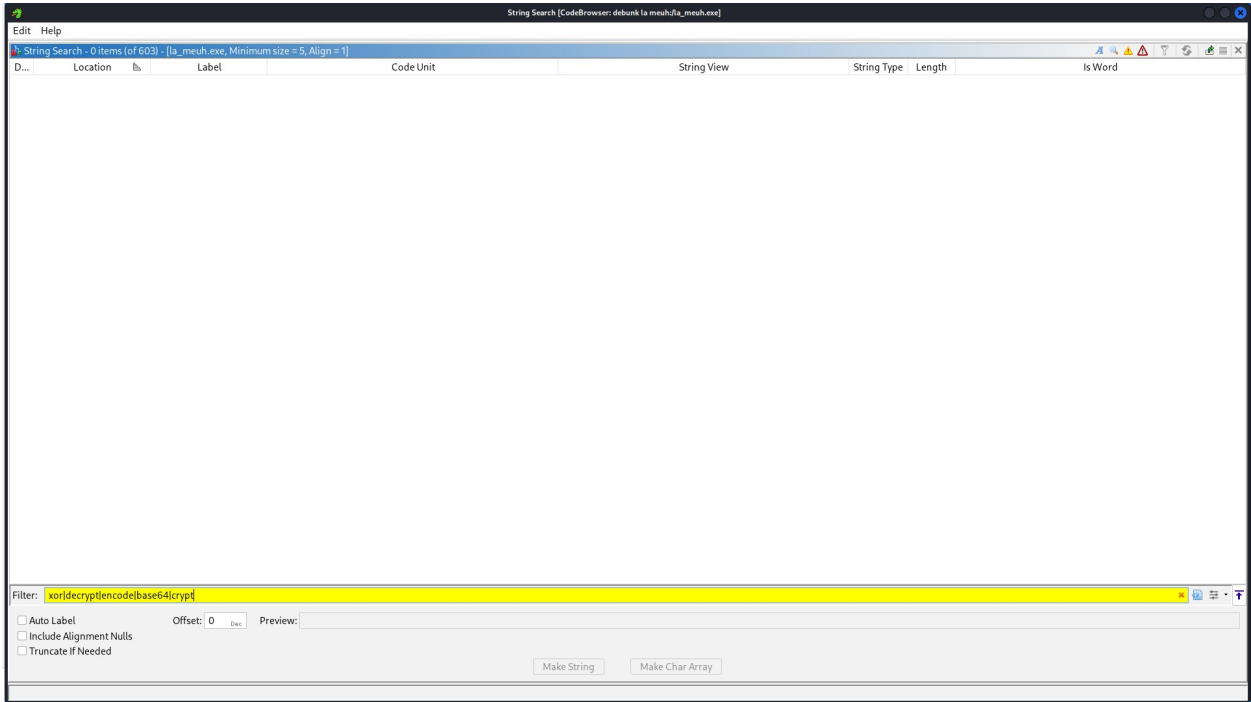 String Search [CodeBrowser: debunk la meuh:/la_meuh.exe]
Edit Help
String Search - 0 items (of 603) - [la_meuh.exe, Minimum size = 5, Align = 1]
D... Location Label Code Unit String View String Type Length Is Word
Filter: xor|decrypt|encode|base64|crypt
Auto Label Offset: 0 Dec Preview:
Include Alignment Nulls
Truncate If Needed
Make String Make Char Array